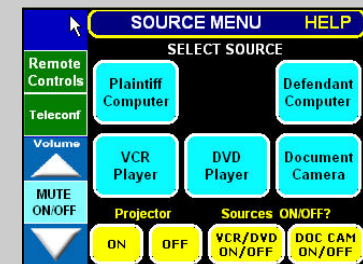 SOURCE MENU HELP
SELECT SOURCE
Remote
Controls
Teleconf
Volume
MUTE
ON/OFF
Plaintiff
Computer
Defendant
Computer
VCR
Player
DVD
Player
Document
Camera
Projector
Sources ON/OFF?
ON
OFF
VCR/DVD
ON/OFF
DOC CAM
ON/OFF